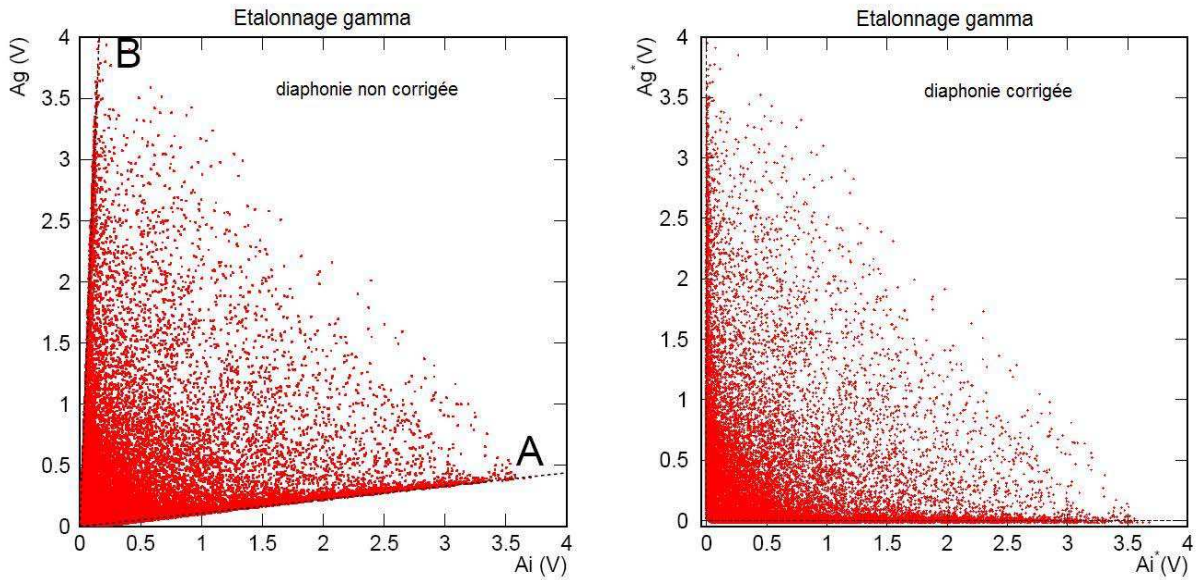 Etalonnage gamma
Ag (V)
4
3.5
3
2.5
2
1.5
1
0.5
0
B
diaphonie non corrigée
A
0 0.5 1 1.5 2 2.5 3 3.5 4
Ai (V)
Etalonnage gamma
Ag* (V)
4
3.5
3
2.5
2
1.5
1
0.5
0
diaphonie corrigée
0 0.5 1 1.5 2 2.5 3 3.5 4
Ai* (V)